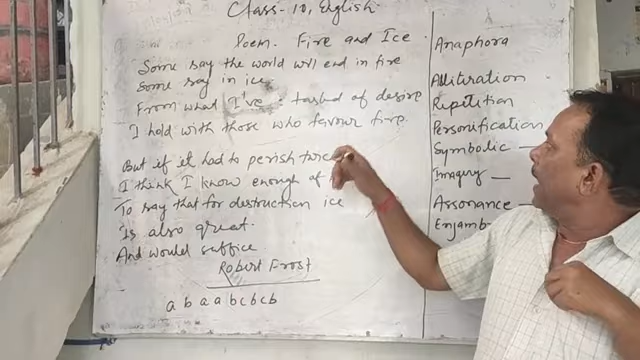 Class-10, English.
Poem. Fire and Ice.
Some say the world will end in fire
Some say in ice.
From what I've tasted of desire
I hold with those who favour fire.
But if it had to perish twice
I think I know enough of
To say that for destruction ice
Is also great.
And would suffice
Robert Frost
a b a a b c b c b
Anaphora
Alliteration
Repetition
Personification
Symbolic
Imagery
Assonance
Enjamb